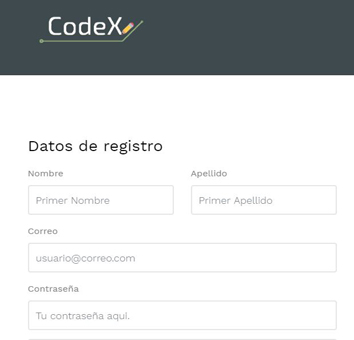 CodeX
Datos de registro
Nombre
Apellido
Primer Nombre
Primer Apellido
Correo
usuario@correo.com
Contraseña
Tu contraseña aqui.